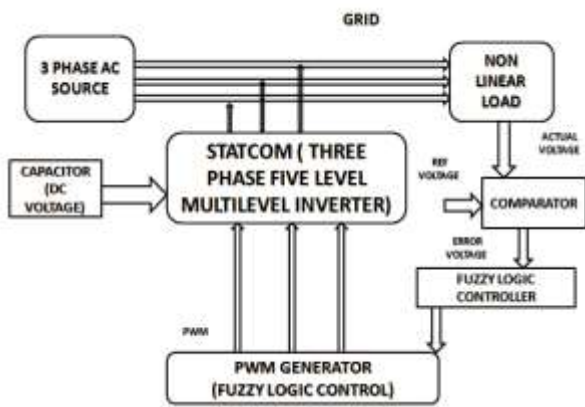 GRID
3 PHASE AC
SOURCE
NON
LINEAR
LOAD
STATCOM ( THREE
PHASE FIVE LEVEL
MULTILEVEL INVERTER)
CAPACITOR
(DC
VOLTAGE)
ACTUAL
VOLTAGE
REF
VOLTAGE
COMPARATOR
ERROR
VOLTAGE
FUZZY LOGIC
CONTROLLER
PWM
PWM GENERATOR
(FUZZY LOGIC CONTROL)